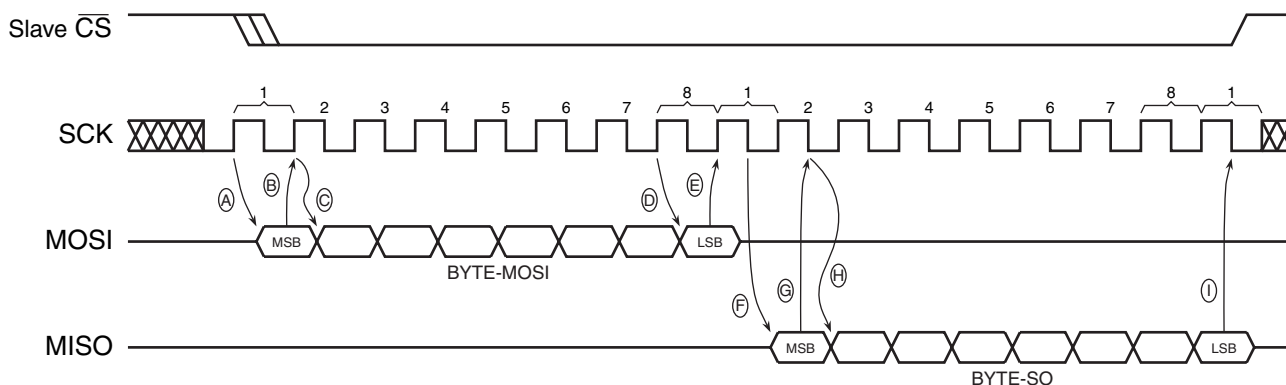 Slave C̅S̅
1 2 3 4 5 6 7 8 1 2 3 4 5 6 7 8 1
SCK
A B C D E
MOSI MSB LSB
BYTE-MOSI
F G H I
MISO MSB LSB
BYTE-SO